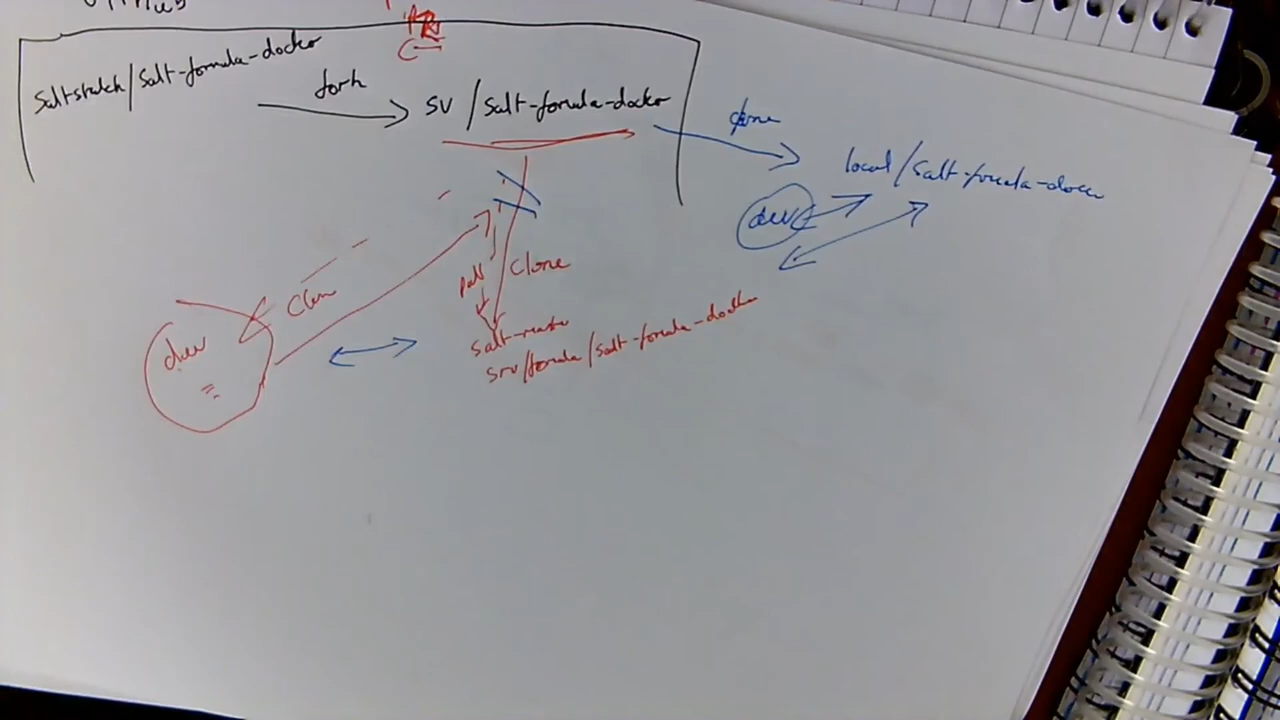 Saltstack/salt-formula-docker
fork
SV / salt-formula-docker
clone
local/salt-formula-docker
dev
pull
Clone
Clone
dev
salt-master
srv/formula/salt-formula-docker